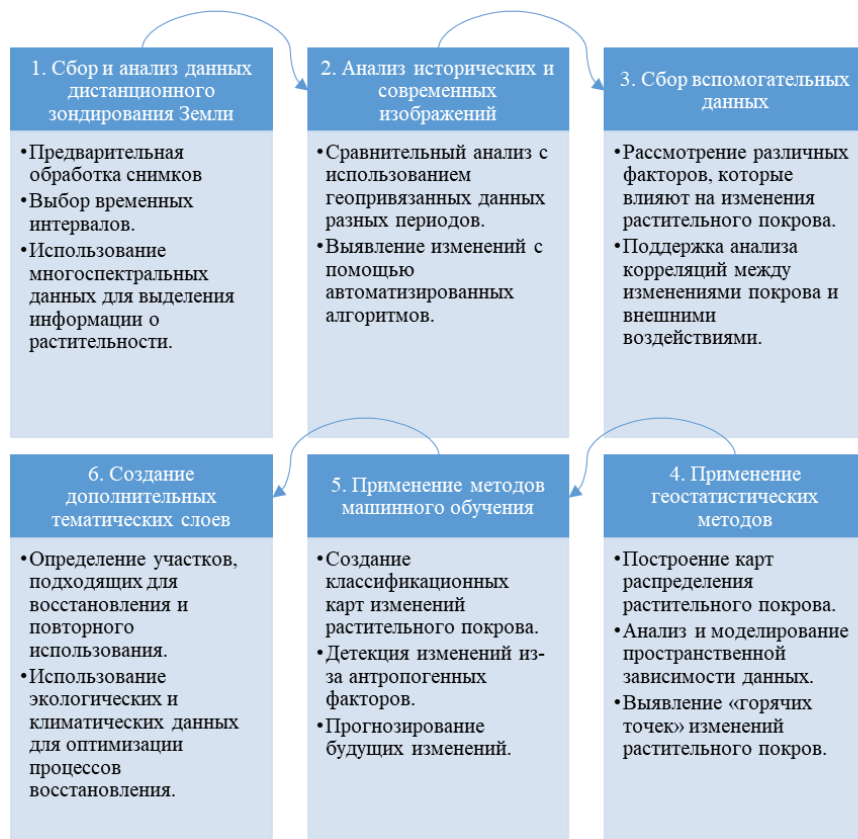 1. Сбор и анализ данных
дистанционного
зондирования Земли
•Предварительная
обработка снимков
•Выбор временных
интервалов.
•Использование
многоспектральных
данных для выделения
информации о
растительности.
2. Анализ исторических и
современных
изображений
•Сравнительный анализ с
использованием
геопривязанных данных
разных периодов.
•Выявление изменений с
помощью
автоматизированных
алгоритмов.
3. Сбор вспомогательных
данных
•Рассмотрение различных
факторов, которые
влияют на изменения
растительного покрова.
•Поддержка анализа
корреляций между
изменениями покрова и
внешними
воздействиями.
4. Применение
геостатистических
методов
•Построение карт
распределения
растительного покрова.
•Анализ и моделирование
пространственной
зависимости данных.
•Выявление «горячих
точек» изменений
растительного покров.
5. Применение методов
машинного обучения
•Создание
классификационных
карт изменений
растительного покрова.
•Детекция изменений из-
за антропогенных
факторов.
•Прогнозирование
будущих изменений.
6. Создание
дополнительных
тематических слоев
•Определение участков,
подходящих для
восстановления и
повторного
использования.
•Использование
экологических и
климатических данных
для оптимизации
процессов
восстановления.